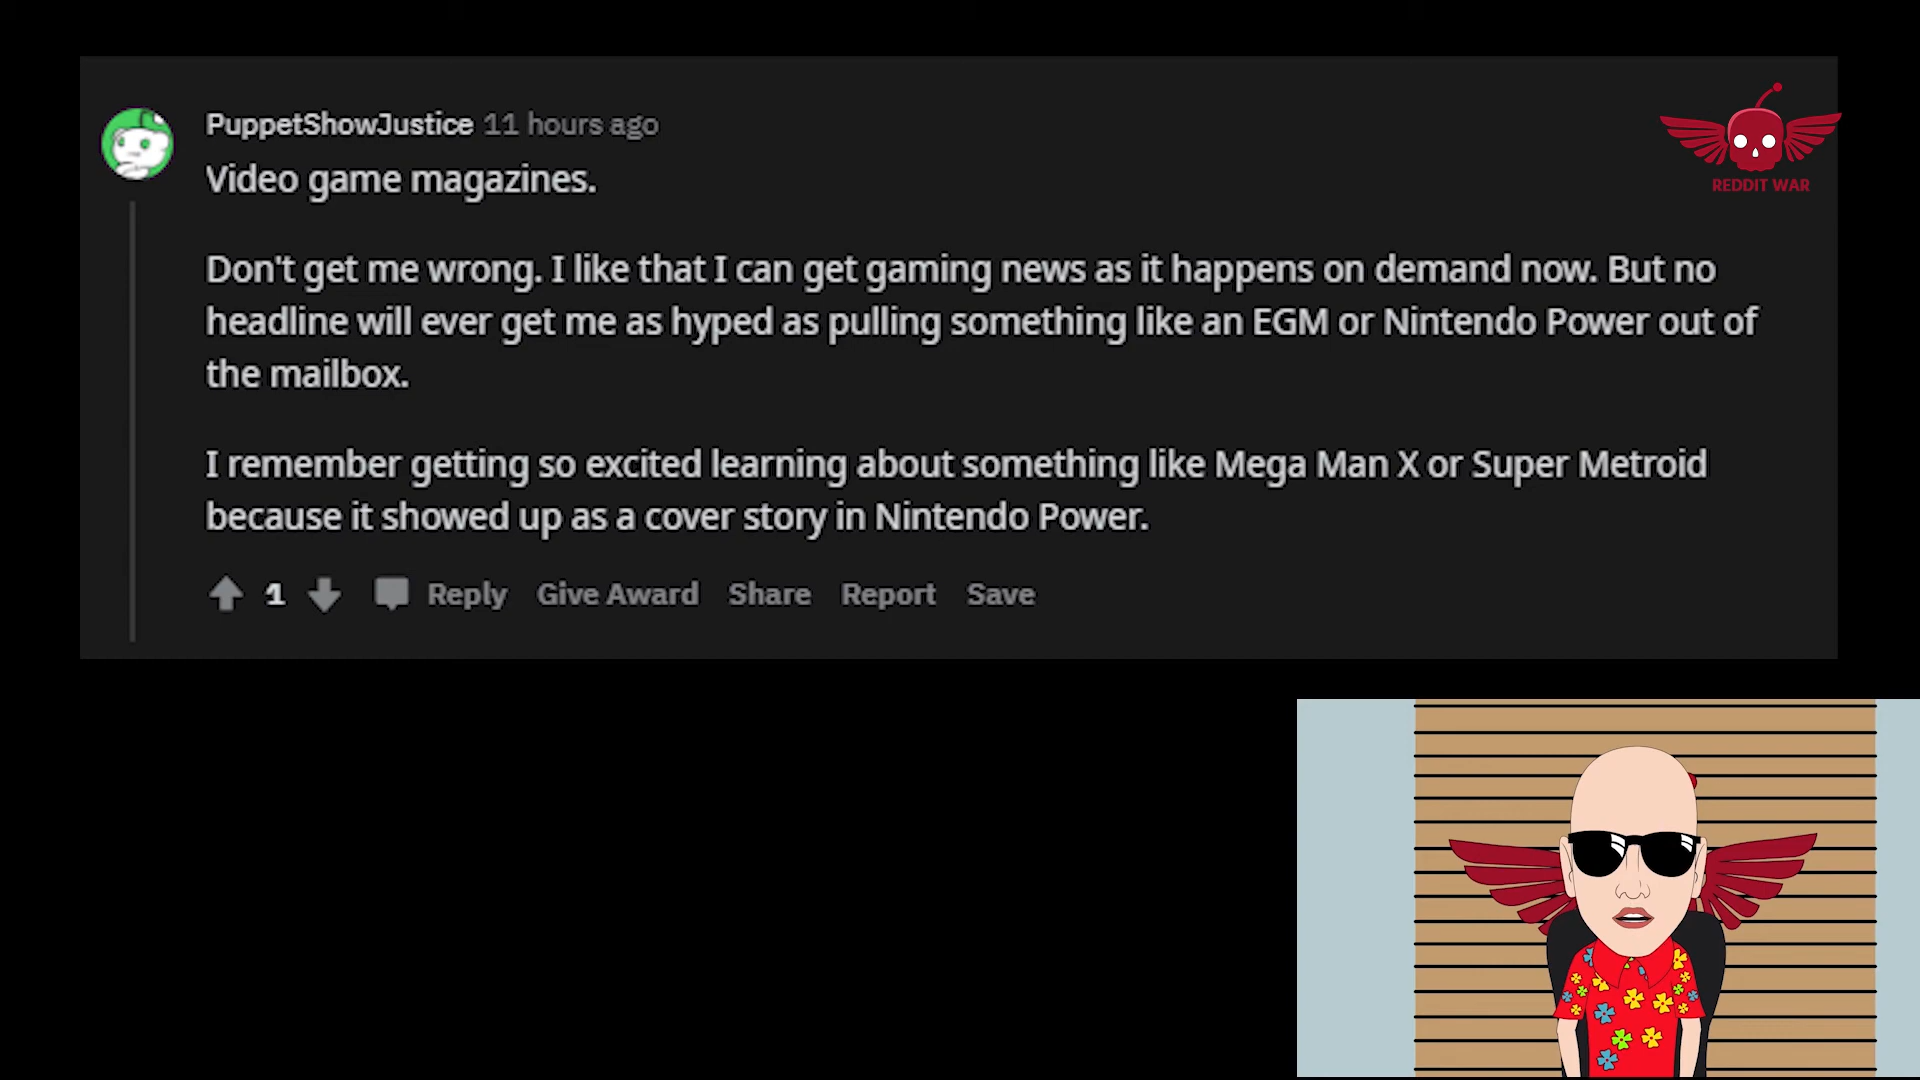 PuppetShowJustice 11 hours ago
Video game magazines.
REDDIT WAR
Don't get me wrong. I like that I can get gaming news as it happens on demand now. But no
headline will ever get me as hyped as pulling something like an EGM or Nintendo Power out of
the mailbox.
I remember getting so excited learning about something like Mega Man X or Super Metroid
because it showed up as a cover story in Nintendo Power.
1 Reply Give Award Share Report Save